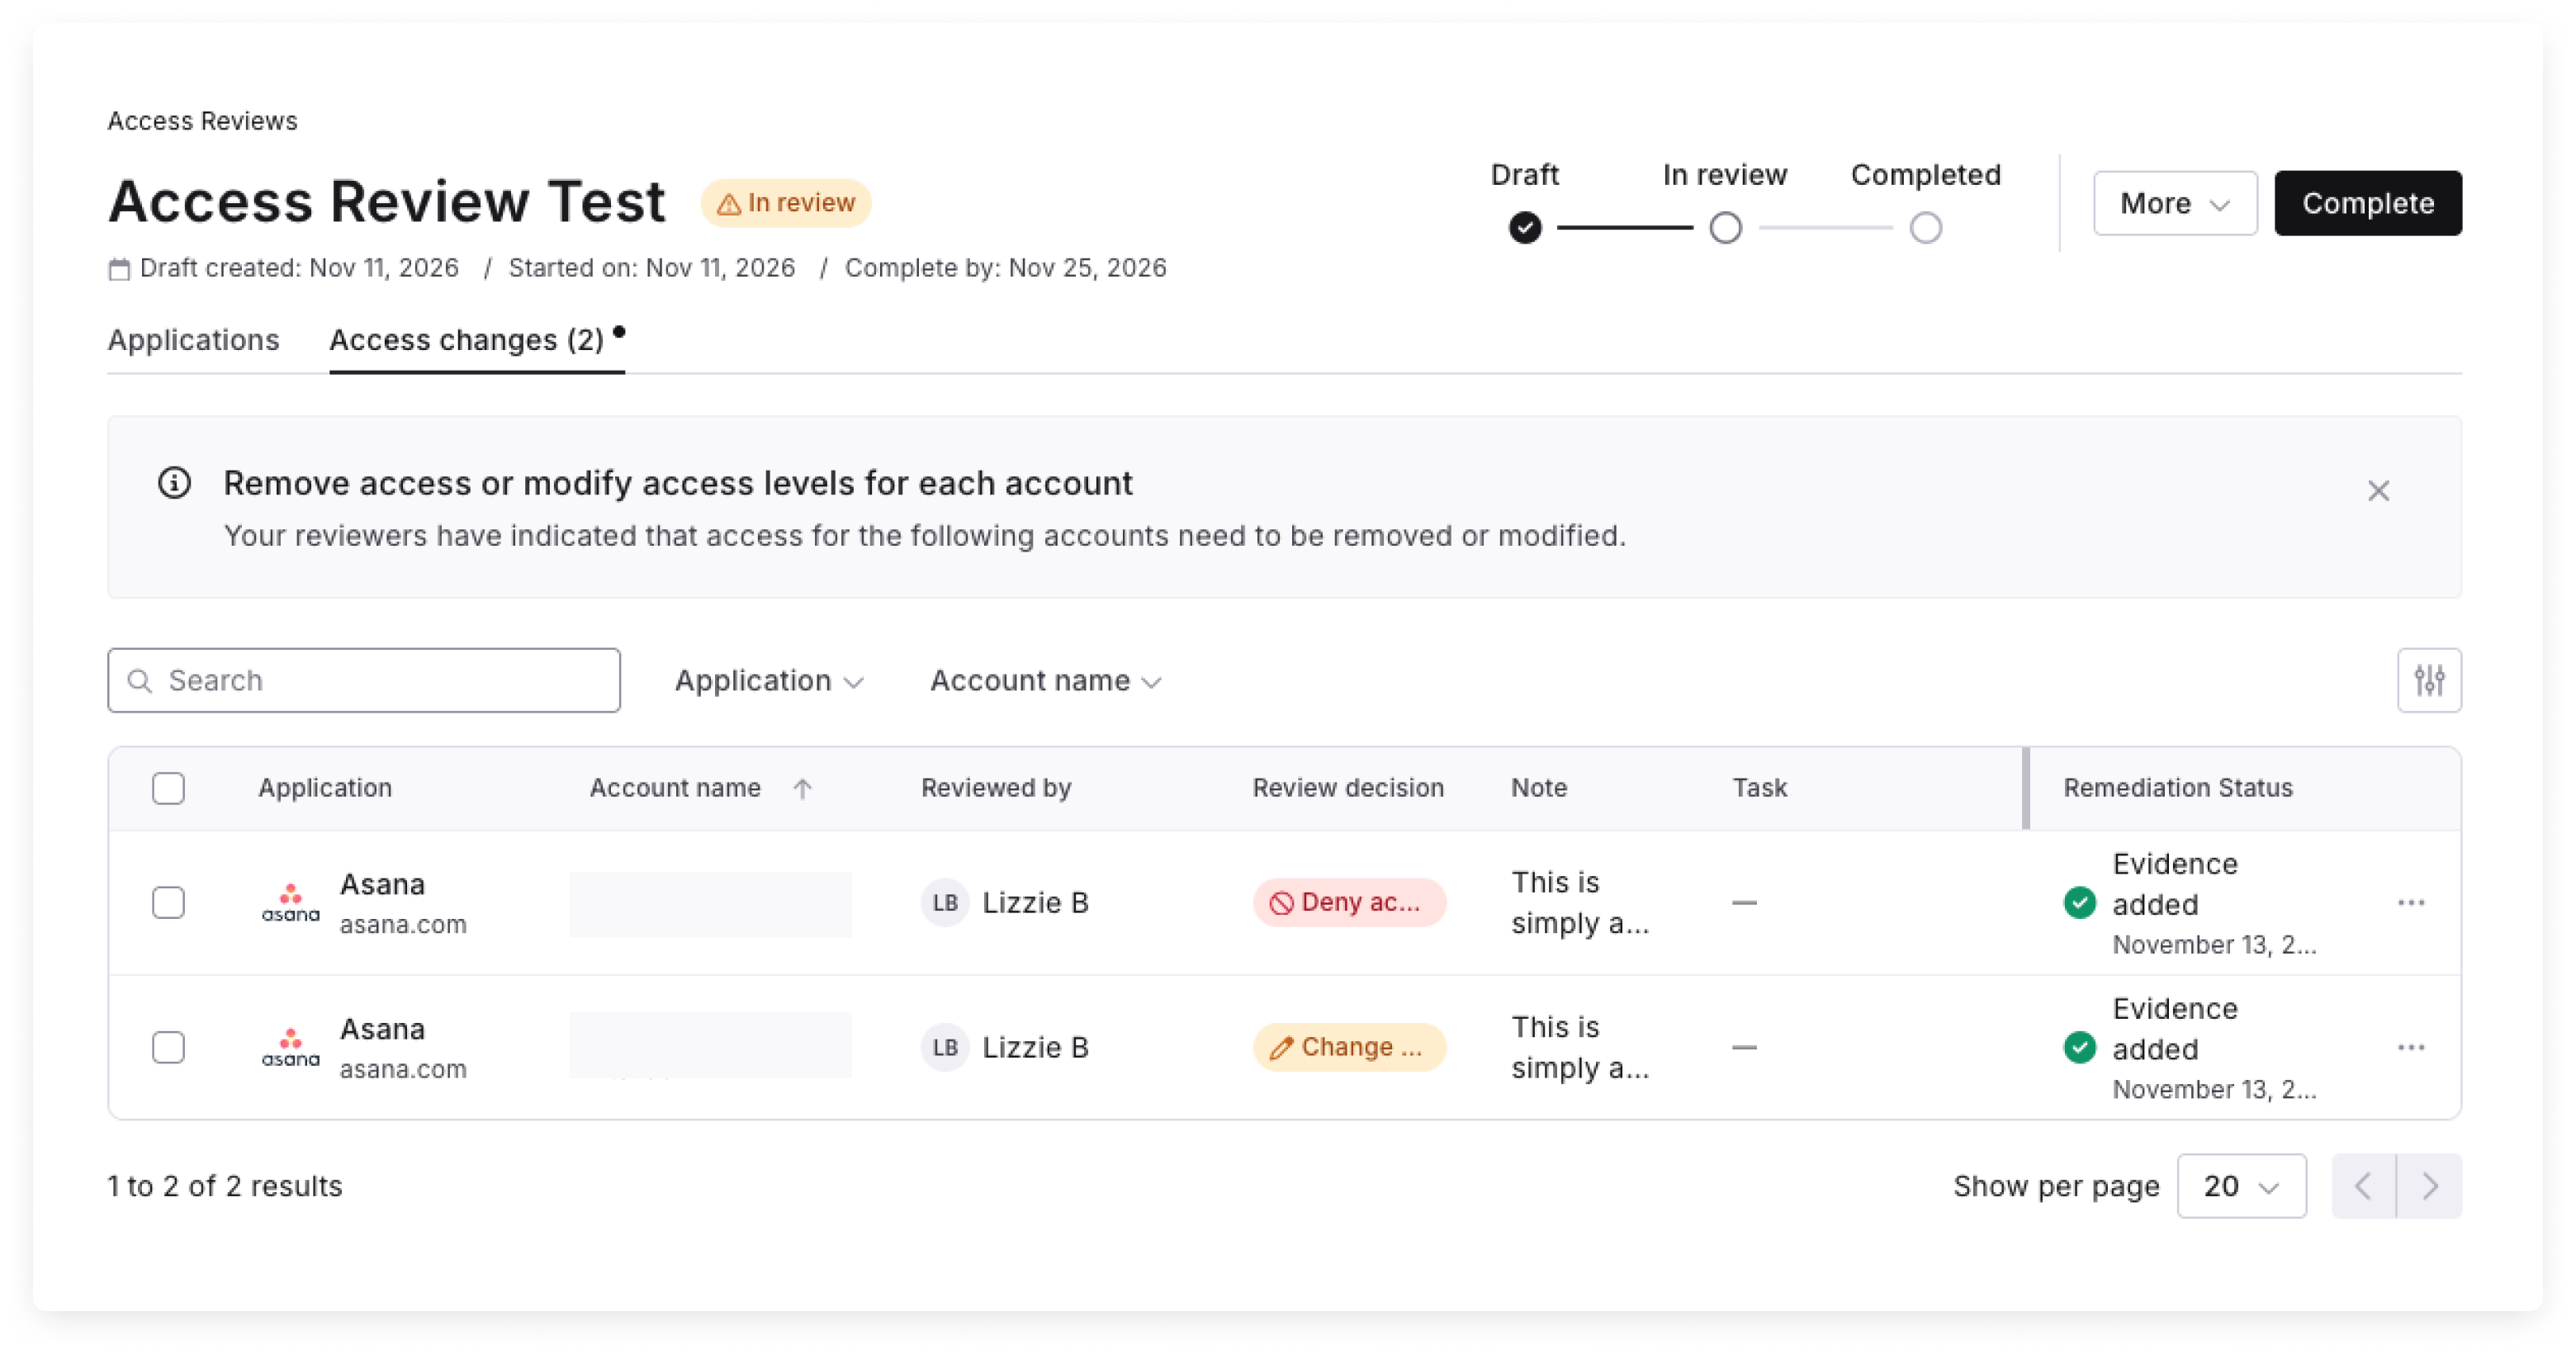 Access Reviews
Access Review Test
In review
Draft created: Nov 11, 2026 / Started on: Nov 11, 2026 / Complete by: Nov 25, 2026
Draft
In review
Completed
More
Complete
Applications
Access changes (2)
Remove access or modify access levels for each account
Your reviewers have indicated that access for the following accounts need to be removed or modified.
Search
Application
Account name
Application
Account name
Reviewed by
Review decision
Note
Task
Remediation Status
asana
Asana
asana.com
LB
Lizzie B
Deny ac...
This is
simply a...
—
Evidence
added
November 13, 2...
asana
Asana
asana.com
LB
Lizzie B
Change ...
This is
simply a...
—
Evidence
added
November 13, 2...
1 to 2 of 2 results
Show per page
20